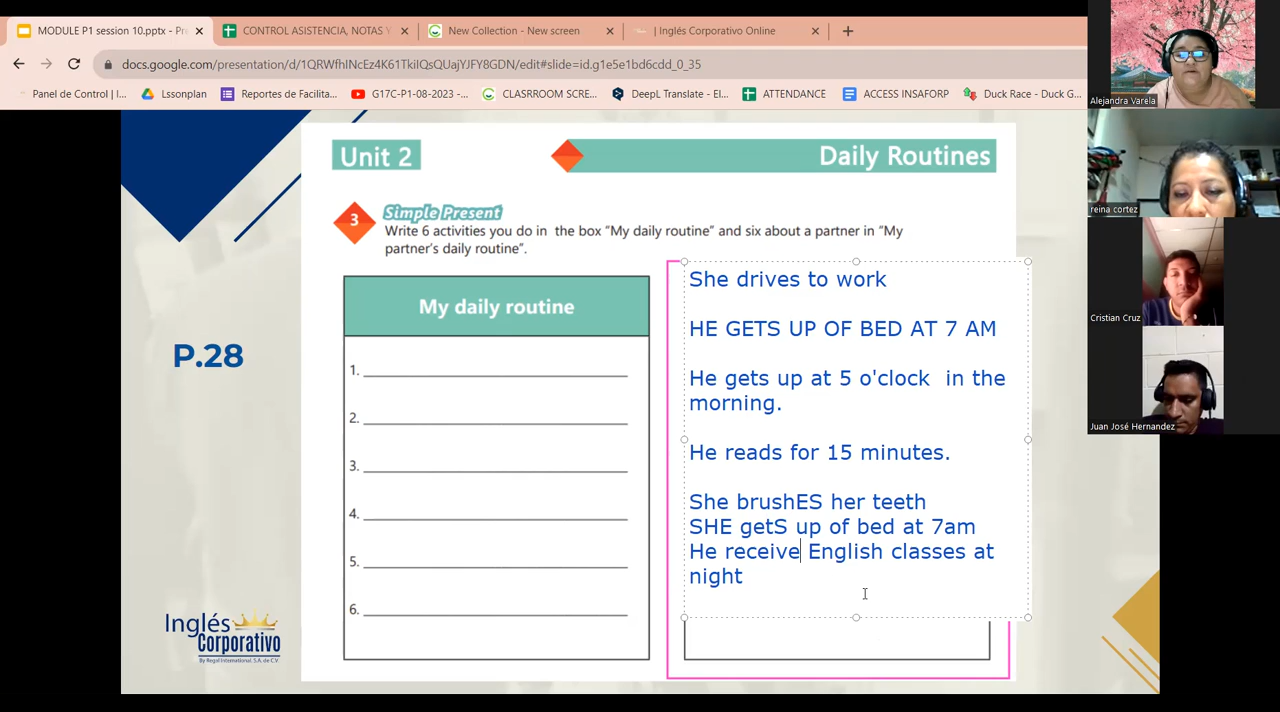 MODULE P1 session 10.pptx - Pr
CONTROL ASISTENCIA, NOTAS Y
New Collection - New screen
| Inglés Corporativo Online
docs.google.com/presentation/d/1QRWfhINcEz4K61TkiIQsQUajYJFY8GDN/edit#slide=id.g1e5e1bd6cdd_0_35
Panel de Control | I...
Lssonplan
Reportes de Facilita...
G17C-P1-08-2023 -...
CLASRROOM SCRE...
DeepL Translate - El...
ATTENDANCE
ACCESS INSAFORP
Duck Race - Duck G...
Alejandra Varela
reina cortez
Cristian Cruz
Juan José Hernandez
Unit 2
Daily Routines
3
Simple Present
Write 6 activities you do in the box "My daily routine" and six about a partner in "My
partner's daily routine".
P.28
My daily routine
1.
2.
3.
4.
5.
6.
She drives to work
HE GETS UP OF BED AT 7 AM
He gets up at 5 o'clock in the
morning.
He reads for 15 minutes.
She brushES her teeth
SHE getS up of bed at 7am
He receive English classes at
night
Inglés
Corporativo
By Regal International, S.A. de C.V